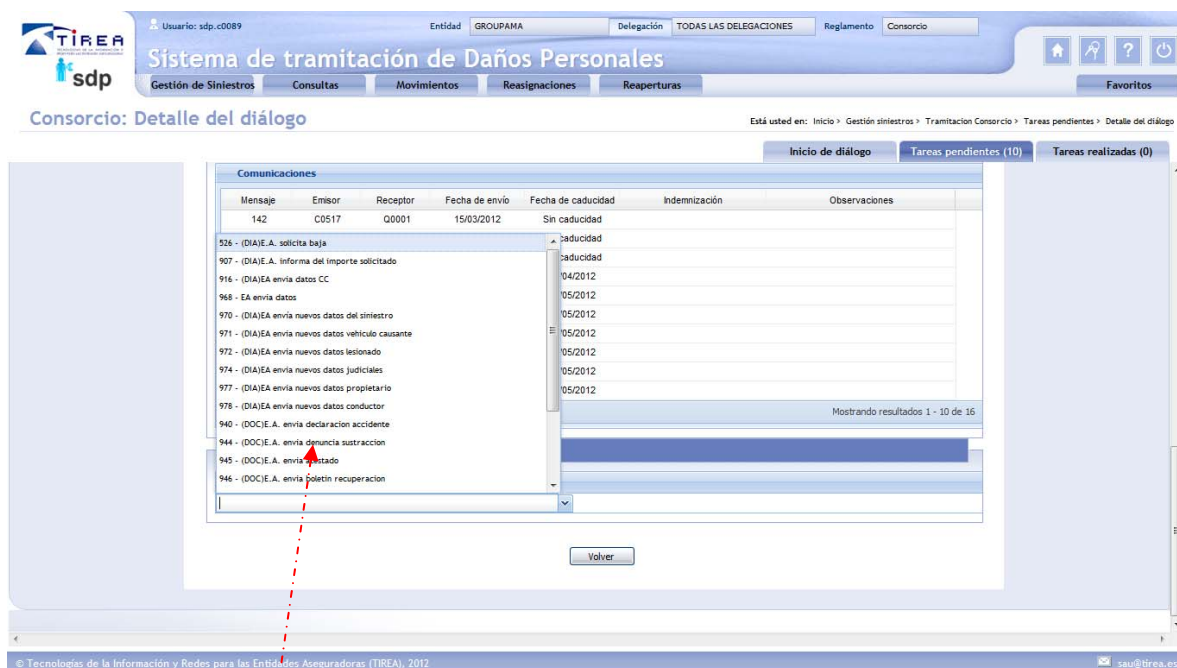 Usuario: sdp.c0089 Entidad GROUPAMA Delegación TODAS LAS DELEGACIONES Reglamento Consorcio
TIREA
sdp
Sistema de tramitación de Daños Personales
Gestión de Siniestros Consultas Movimientos Reasignaciones Reaperturas Favoritos
Consorcio: Detalle del diálogo
Está usted en: Inicio > Gestión siniestros > Tramitacion Consorcio > Tareas pendientes > Detalle del diálogo
Inicio de diálogo Tareas pendientes (10) Tareas realizadas (0)
Comunicaciones
Mensaje Emisor Receptor Fecha de envío Fecha de caducidad Indemnización Observaciones
142 C0517 Q0001 15/03/2012 Sin caducidad
526 - (DIA)E.A. solicita baja caducidad
907 - (DIA)E.A. informa del importe solicitado caducidad
916 - (DIA)EA envía datos CC /04/2012
968 - EA envia datos /05/2012
970 - (DIA)EA envía nuevos datos del siniestro /05/2012
971 - (DIA)EA envia nuevos datos vehiculo causante /05/2012
972 - (DIA)EA envia nuevos datos lesionado /05/2012
974 - (DIA)EA envia nuevos datos judiciales /05/2012
977 - (DIA)EA envía nuevos datos propietario /05/2012
978 - (DIA)EA envia nuevos datos conductor
940 - (DOC)E.A. envia declaracion accidente Mostrando resultados 1 - 10 de 16
944 - (DOC)E.A. envia denuncia sustraccion
945 - (DOC)E.A. envia atestado
946 - (DOC)E.A. envia boletin recuperacion
Volver
© Tecnologías de la Información y Redes para las Entidades Aseguradoras (TIREA), 2012 sau@tirea.es